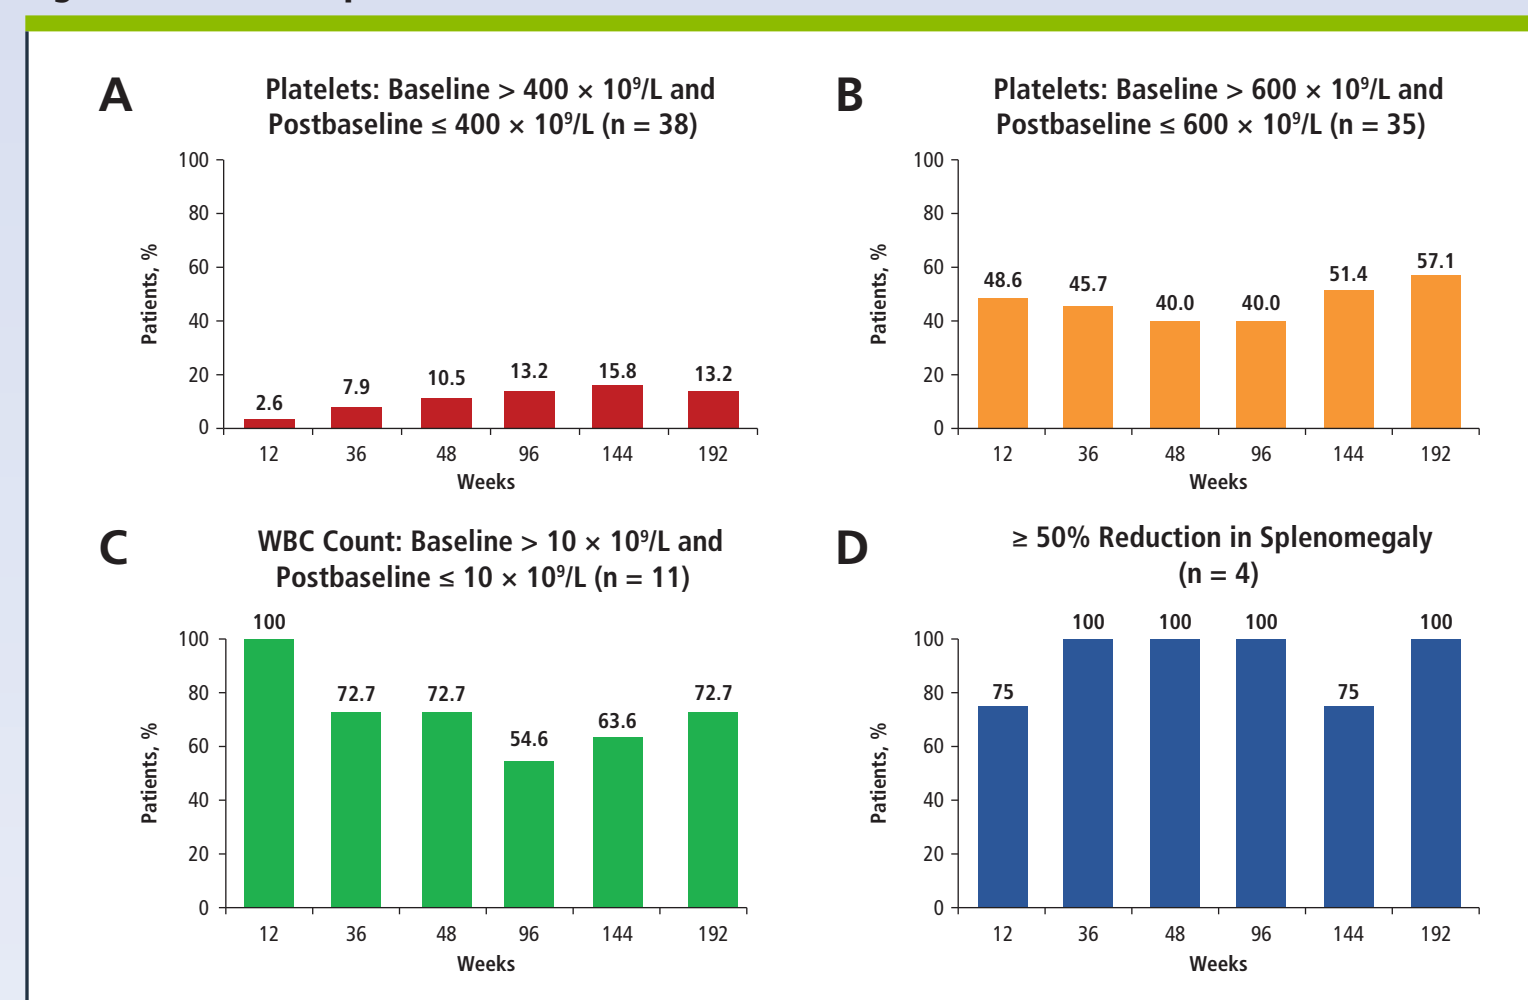 A
Platelets: Baseline > 400 × 10⁹/L and
Postbaseline ≤ 400 × 10⁹/L (n = 38)
100
80
60
40
20
0
Patients, %
2.6
7.9
10.5
13.2
15.8
13.2
12 36 48 96 144 192
Weeks
B
Platelets: Baseline > 600 × 10⁹/L and
Postbaseline ≤ 600 × 10⁹/L (n = 35)
100
80
60
40
20
0
Patients, %
48.6
45.7
40.0
40.0
51.4
57.1
12 36 48 96 144 192
Weeks
C
WBC Count: Baseline > 10 × 10⁹/L and
Postbaseline ≤ 10 × 10⁹/L (n = 11)
100
80
60
40
20
0
Patients, %
100
72.7
72.7
54.6
63.6
72.7
12 36 48 96 144 192
Weeks
D
≥ 50% Reduction in Splenomegaly
(n = 4)
100
80
60
40
20
0
Patients, %
75
100
100
100
75
100
12 36 48 96 144 192
Weeks